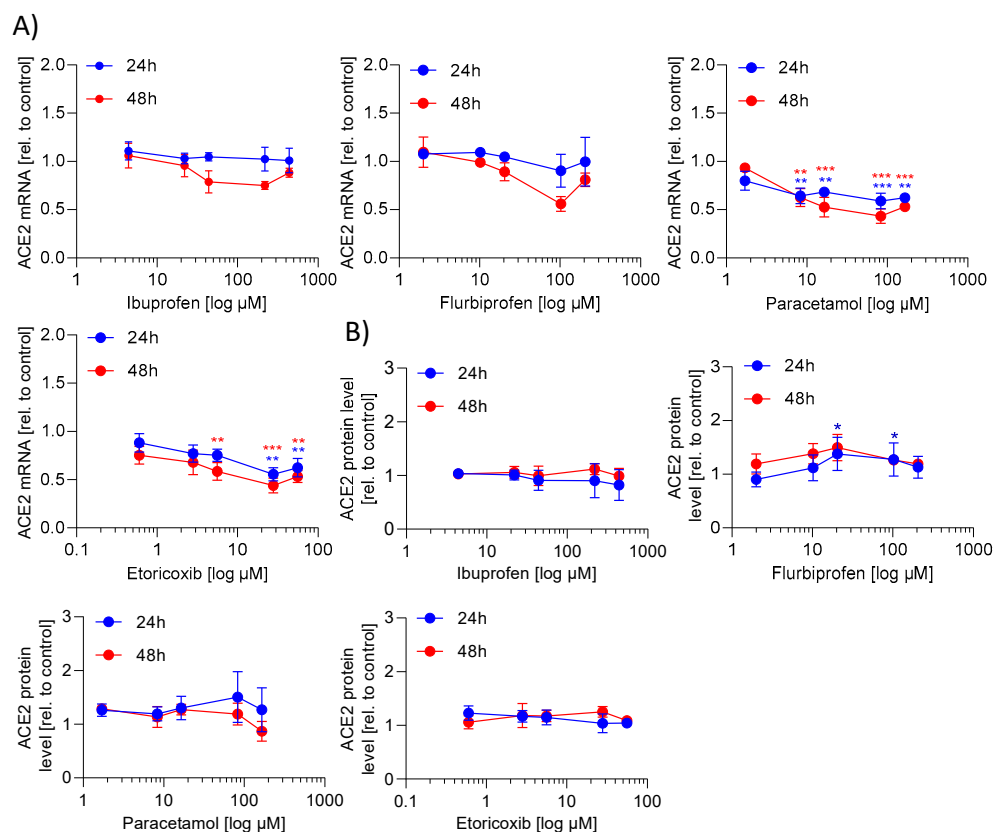 A)
ACE2 mRNA [rel. to control]
2.0
1.5
1.0
0.5
0.0
24h
48h
1 10 100 1000
Ibuprofen [log µM]
ACE2 mRNA [rel. to control]
2.0
1.5
1.0
0.5
0.0
24h
48h
1 10 100 1000
Flurbiprofen [log µM]
ACE2 mRNA [rel. to control]
2.0
1.5
1.0
0.5
0.0
24h
48h
** *** *** ***
** ** *** **
1 10 100 1000
Paracetamol [log µM]
ACE2 mRNA [rel. to control]
2.0
1.5
1.0
0.5
0.0
24h
48h
** *** **
** **
0.1 1 10 100
Etoricoxib [log µM]
B)
ACE2 protein level
[rel. to control]
3
2
1
0
24h
48h
1 10 100 1000
Ibuprofen [log µM]
ACE2 protein
level [rel. to control]
3
2
1
0
24h
48h
* *
1 10 100 1000
Flurbiprofen [log µM]
ACE2 protein
level [rel. to control]
3
2
1
0
24h
48h
1 10 100 1000
Paracetamol [log µM]
ACE2 protein
level [rel. to control]
3
2
1
0
24h
48h
0.1 1 10 100
Etoricoxib [log µM]